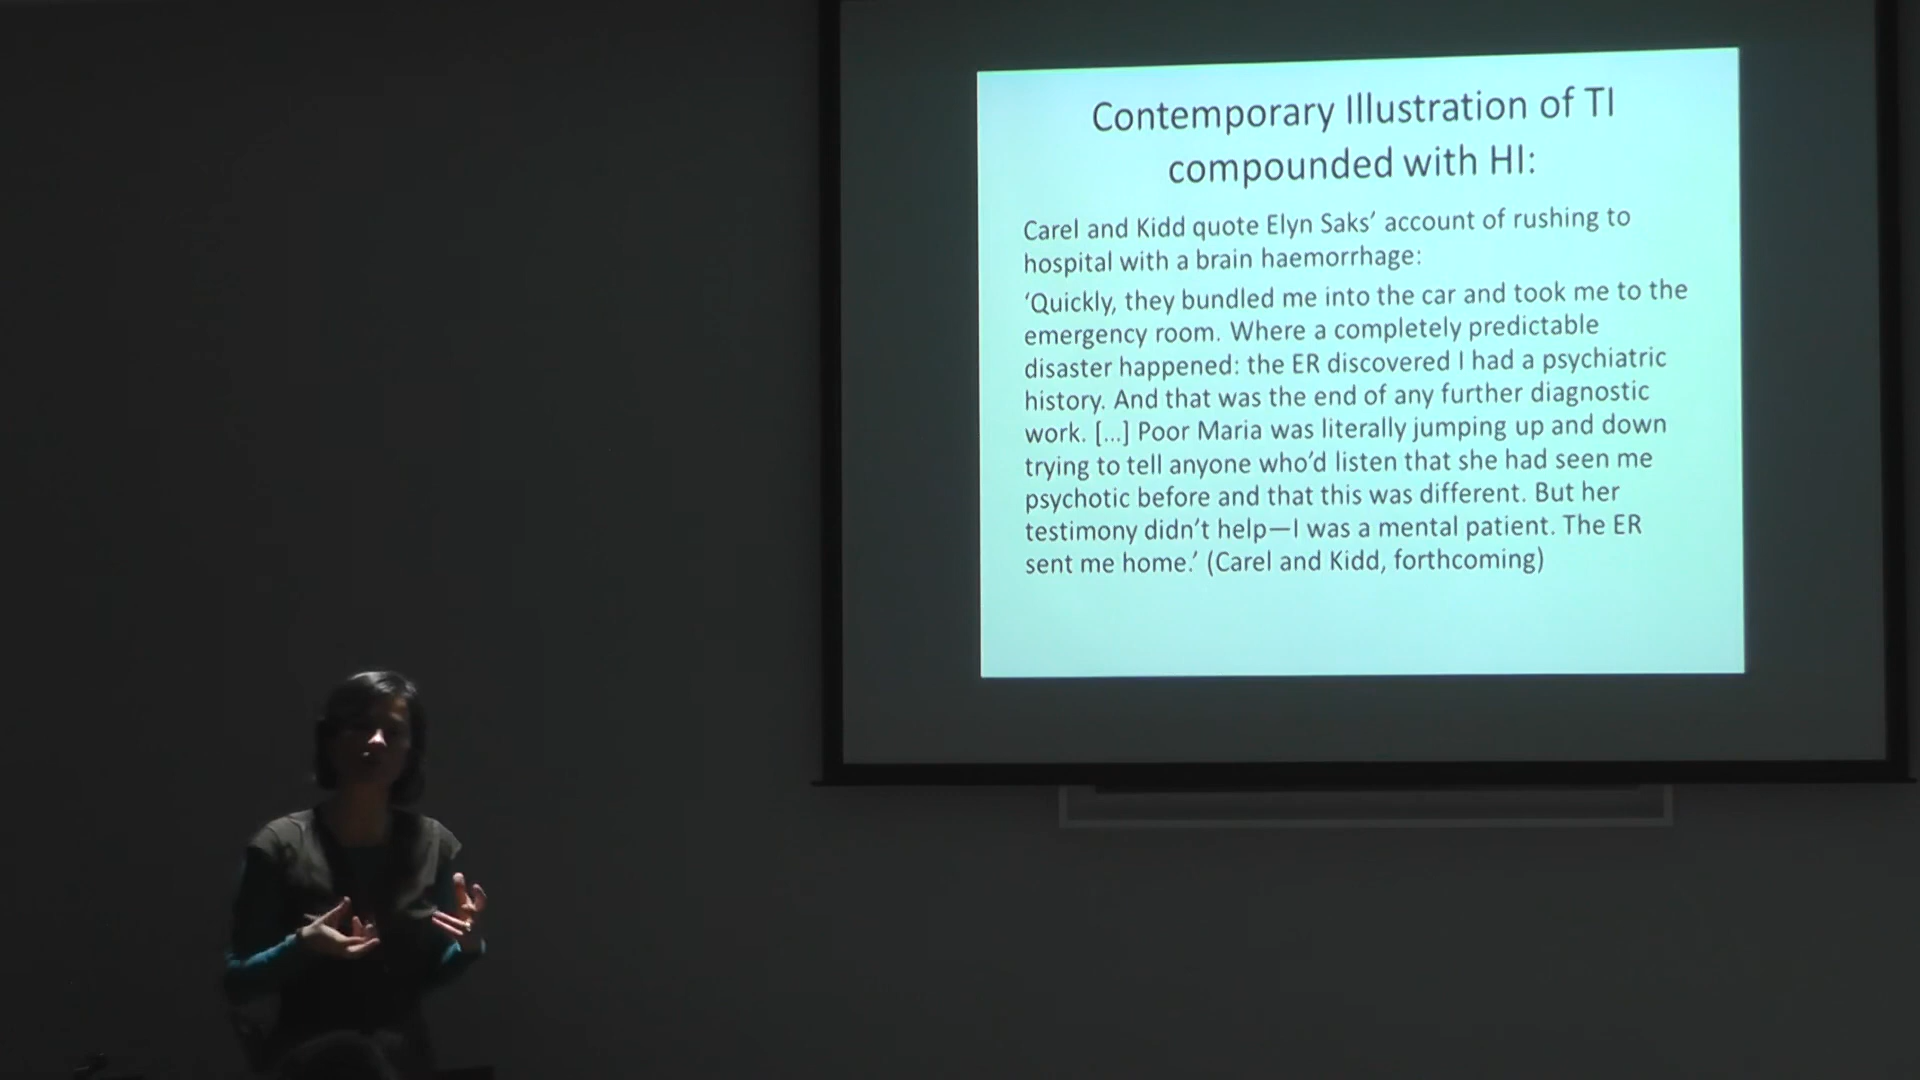 Contemporary Illustration of TI
compounded with HI:
Carel and Kidd quote Elyn Saks’ account of rushing to
hospital with a brain haemorrhage:
‘Quickly, they bundled me into the car and took me to the
emergency room. Where a completely predictable
disaster happened: the ER discovered I had a psychiatric
history. And that was the end of any further diagnostic
work. [...] Poor Maria was literally jumping up and down
trying to tell anyone who’d listen that she had seen me
psychotic before and that this was different. But her
testimony didn’t help—I was a mental patient. The ER
sent me home.’ (Carel and Kidd, forthcoming)